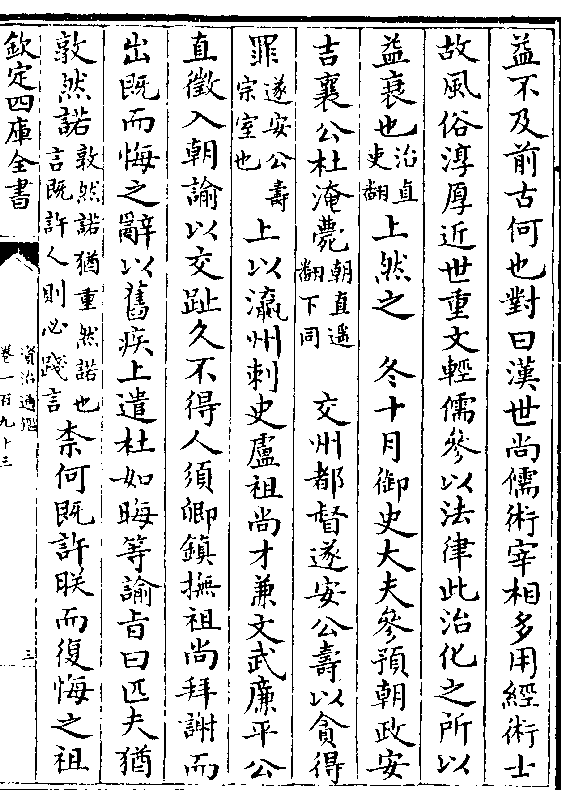 益不及前古何也對曰漢世尚儒術宰相多用經術士
故風俗淳厚近世重文輕儒參以法律此治化之所以
益衰也治直吏翻上然之　冬十月御史大夫參預朝政安
吉襄公杜淹薨朝直遥翻下同　交州都督遂安公夀以貪得
罪遂安公夀宗室也上以瀛州刺史盧祖尚才兼文武廉平公
直徵入朝諭以交趾久不得人須卿鎮撫祖尚拜謝而
出既而悔之辭以舊疾上遣杜如晦等諭旨曰匹夫猶
敦然諾敦然諾猶重然諾也言既許人則必踐言柰何既許朕而復悔之祖
欽定四庫全書
資治通鑑
卷一百九十三
三